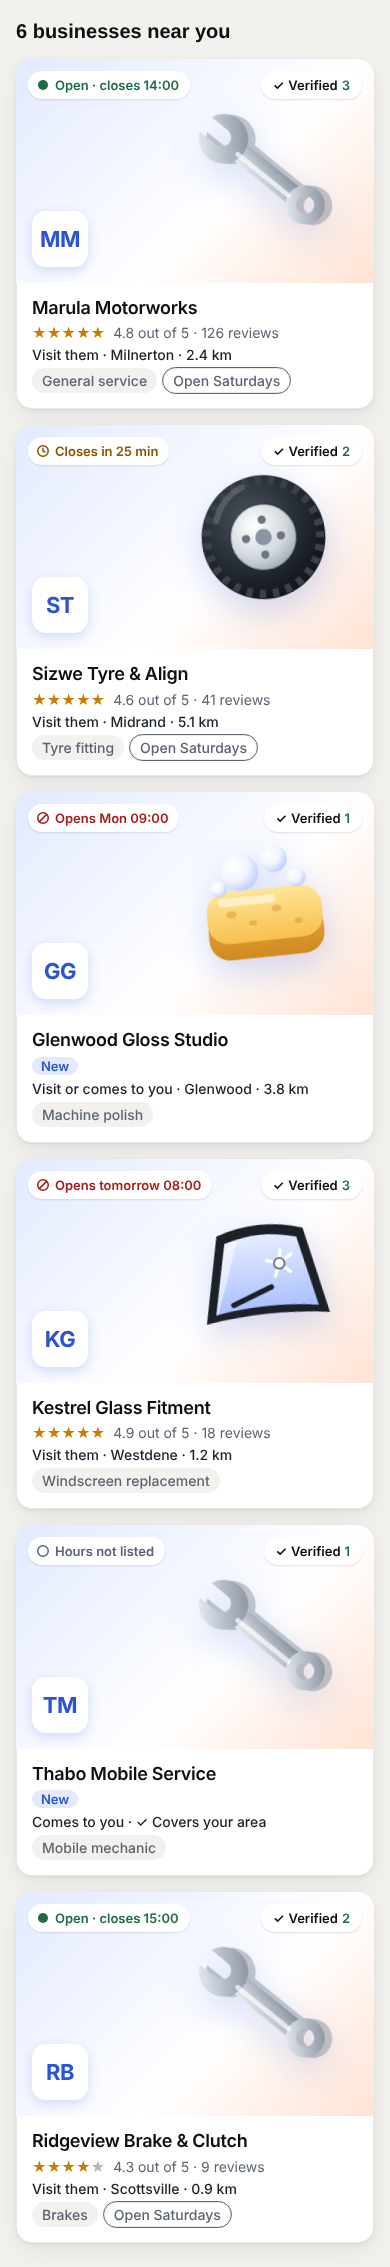 6 businesses near you
Open · closes 14:00
✓ Verified 3
MM
Marula Motorworks
★★★★★ 4.8 out of 5 · 126 reviews
Visit them · Milnerton · 2.4 km
General service Open Saturdays
Closes in 25 min
✓ Verified 2
ST
Sizwe Tyre & Align
★★★★★ 4.6 out of 5 · 41 reviews
Visit them · Midrand · 5.1 km
Tyre fitting Open Saturdays
Opens Mon 09:00
✓ Verified 1
GG
Glenwood Gloss Studio
New
Visit or comes to you · Glenwood · 3.8 km
Machine polish
Opens tomorrow 08:00
✓ Verified 3
KG
Kestrel Glass Fitment
★★★★★ 4.9 out of 5 · 18 reviews
Visit them · Westdene · 1.2 km
Windscreen replacement
Hours not listed
✓ Verified 1
TM
Thabo Mobile Service
New
Comes to you · ✓ Covers your area
Mobile mechanic
Open · closes 15:00
✓ Verified 2
RB
Ridgeview Brake & Clutch
★★★★★ 4.3 out of 5 · 9 reviews
Visit them · Scottsville · 0.9 km
Brakes Open Saturdays